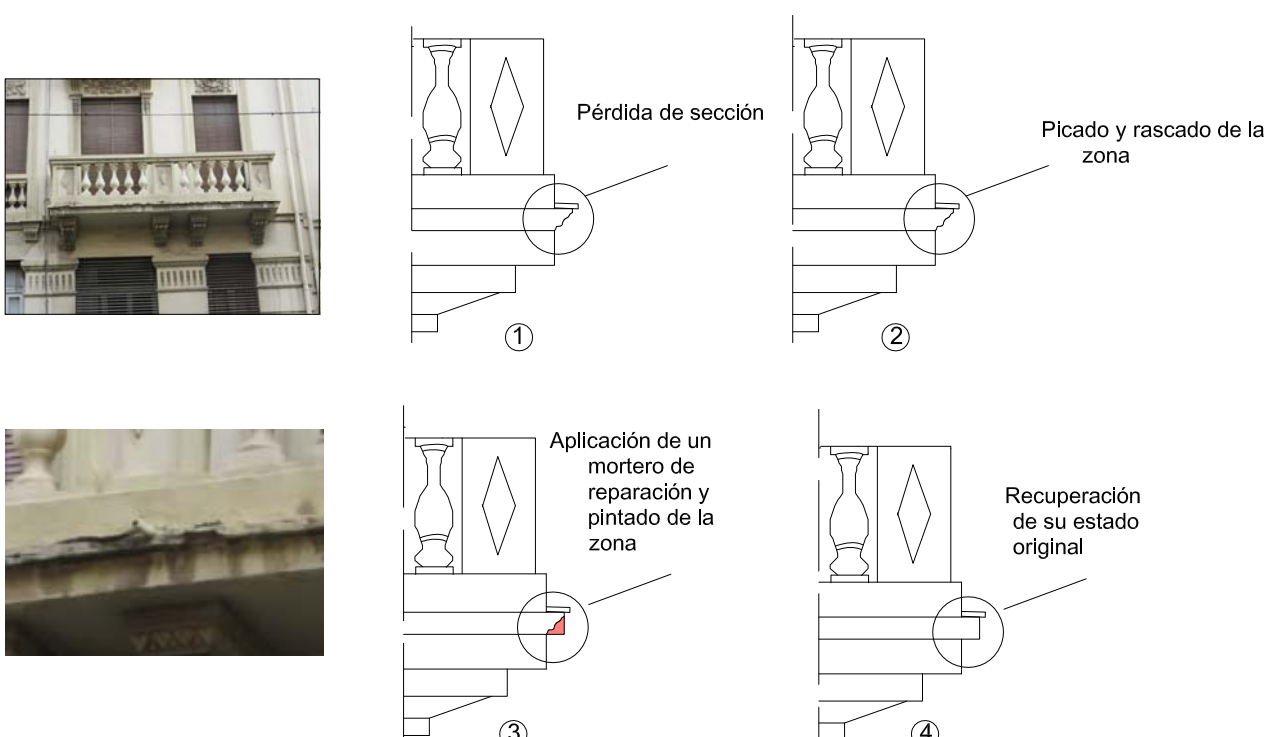 Pérdida de sección
Picado y rascado de la
zona
1
2
Aplicación de un
mortero de
reparación y
pintado de la
zona
Recuperación
de su estado
original
3
4